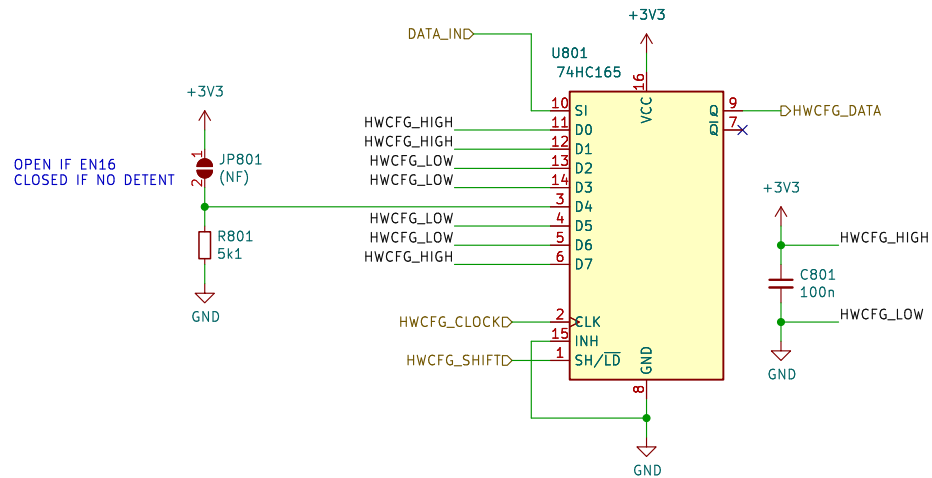 +3V3
DATA_IN
U801
74HC165
16
VCC
10
SI
Q
9
HWCFG_DATA
+3V3
HWCFG_HIGH
11
D0
Q
7
HWCFG_HIGH
12
D1
1
JP801
OPEN IF EN16
HWCFG_LOW
13
D2
CLOSED IF NO DETENT
2
(NF)
HWCFG_LOW
14
D3
+3V3
3
D4
HWCFG_LOW
4
D5
R801
5k1
HWCFG_LOW
5
D6
HWCFG_HIGH
HWCFG_HIGH
6
D7
C801
100n
GND
HWCFG_CLOCK
2
CLK
HWCFG_LOW
15
INH
HWCFG_SHIFT
1
SH/LD
GND
8
GND
GND